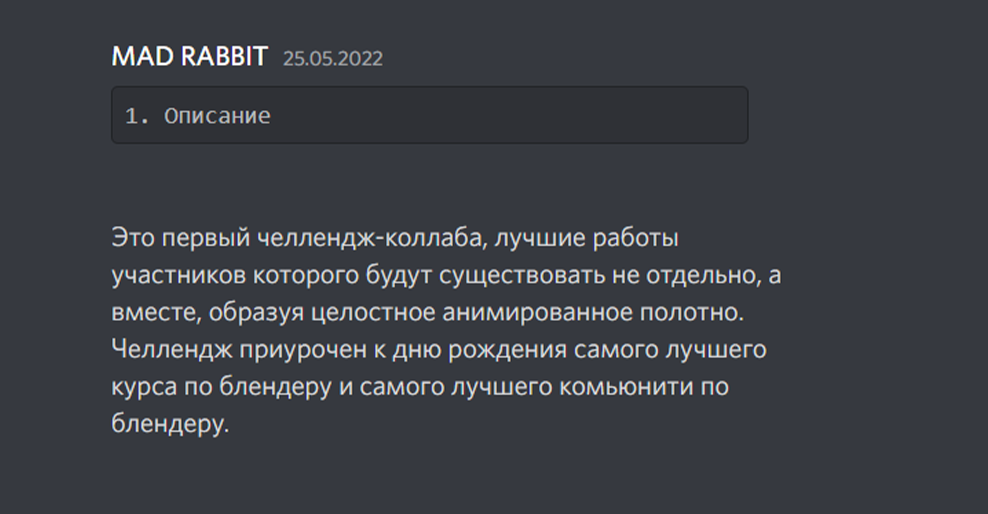 MAD RABBIT 25.05.2022
1. Описание
Это первый челлендж-коллаба, лучшие работы
участников которого будут существовать не отдельно, а
вместе, образуя целостное анимированное полотно.
Челлендж приурочен к дню рождения самого лучшего
курса по блендеру и самого лучшего комьюнити по
блендеру.